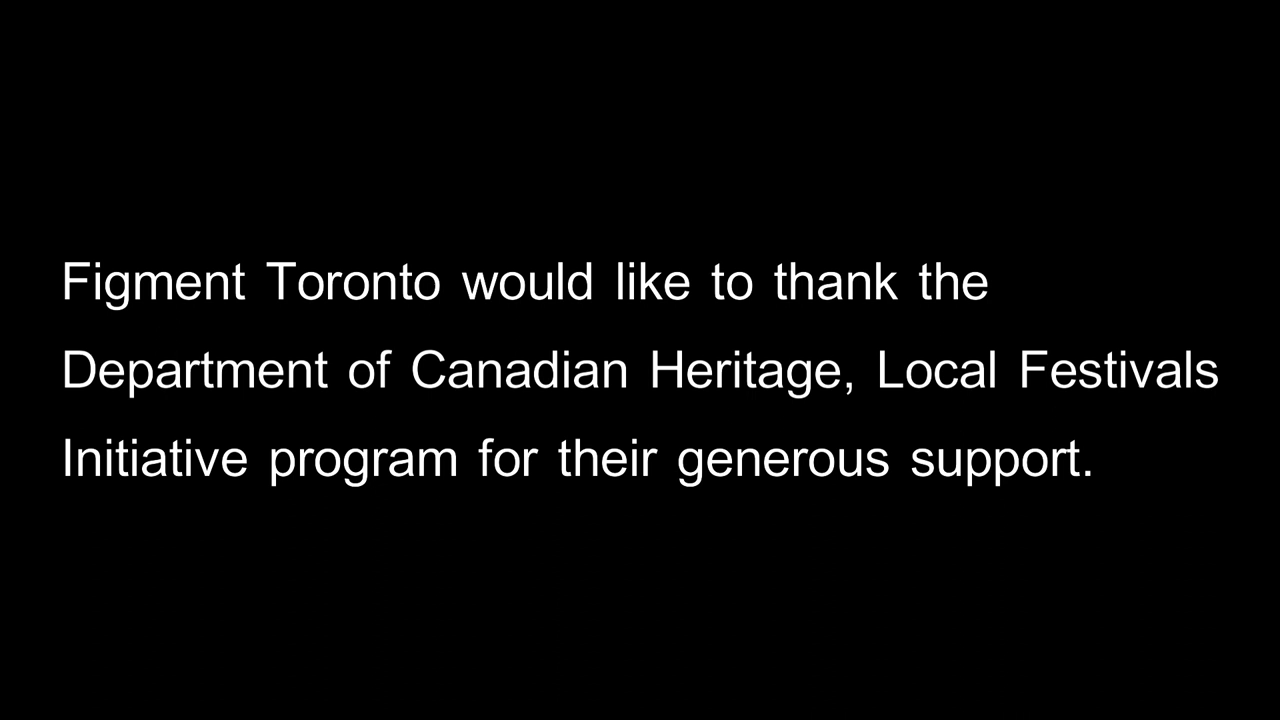 Figment Toronto would like to thank the
Department of Canadian Heritage, Local Festivals
Initiative program for their generous support.